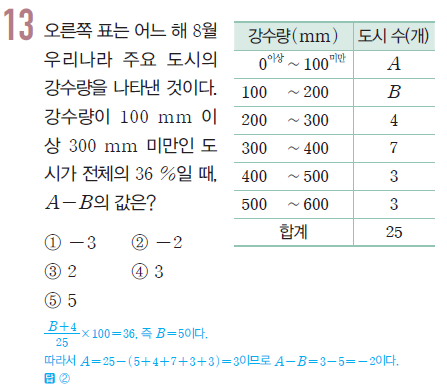 13 오른쪽 표는 어느 해 8월
우리나라 주요 도시의
강수량을 나타낸 것이다.
강수량이 100 mm 이
상 300 mm 미만인 도
시가 전체의 36 %일 때,
A-B의 값은?
① -3 ② -2
③ 2 ④ 3
⑤ 5
강수량(mm) 도시 수(개)
0이상 ~ 100미만 A
100 ~ 200 B
200 ~ 300 4
300 ~ 400 7
400 ~ 500 3
500 ~ 600 3
합계 25
B+4/25×100=36, 즉 B=5이다.
따라서 A=25-(5+4+7+3+3)=3이므로 A-B=3-5=-2이다.
답 ②